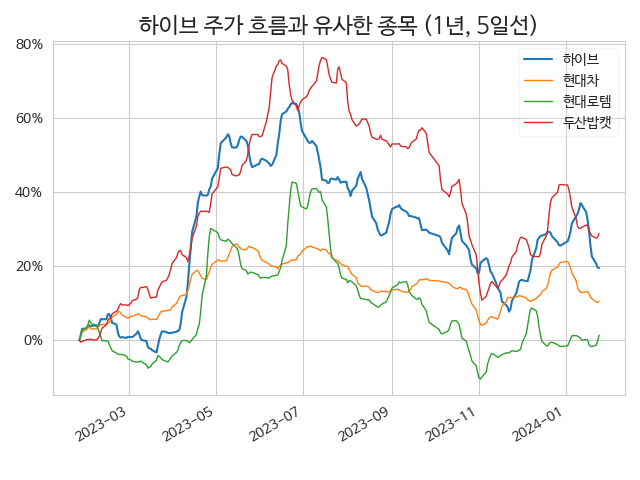 하이브 주가 흐름과 유사한 종목 (1년, 5일선)
80%
60%
40%
20%
0%
하이브
현대차
현대로템
두산밥캣
2023-03
2023-05
2023-07
2023-09
2023-11
2024-01